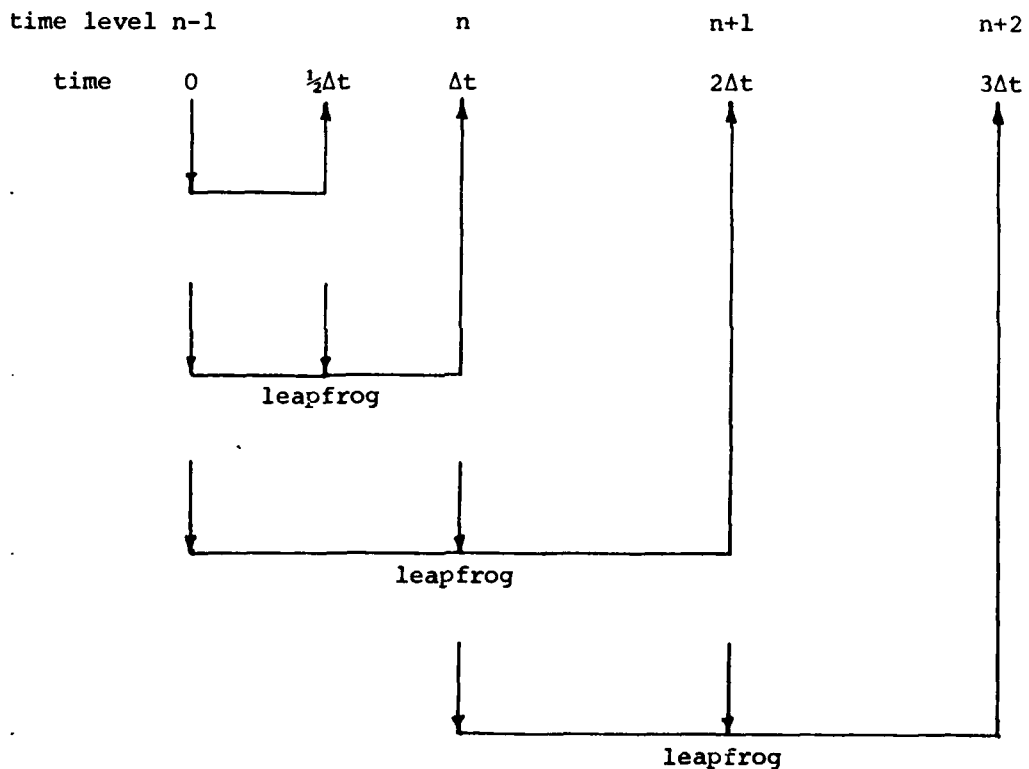 time level n-1 n n+1 n+2
time 0 ½Δt Δt 2Δt 3Δt
leapfrog
leapfrog
leapfrog